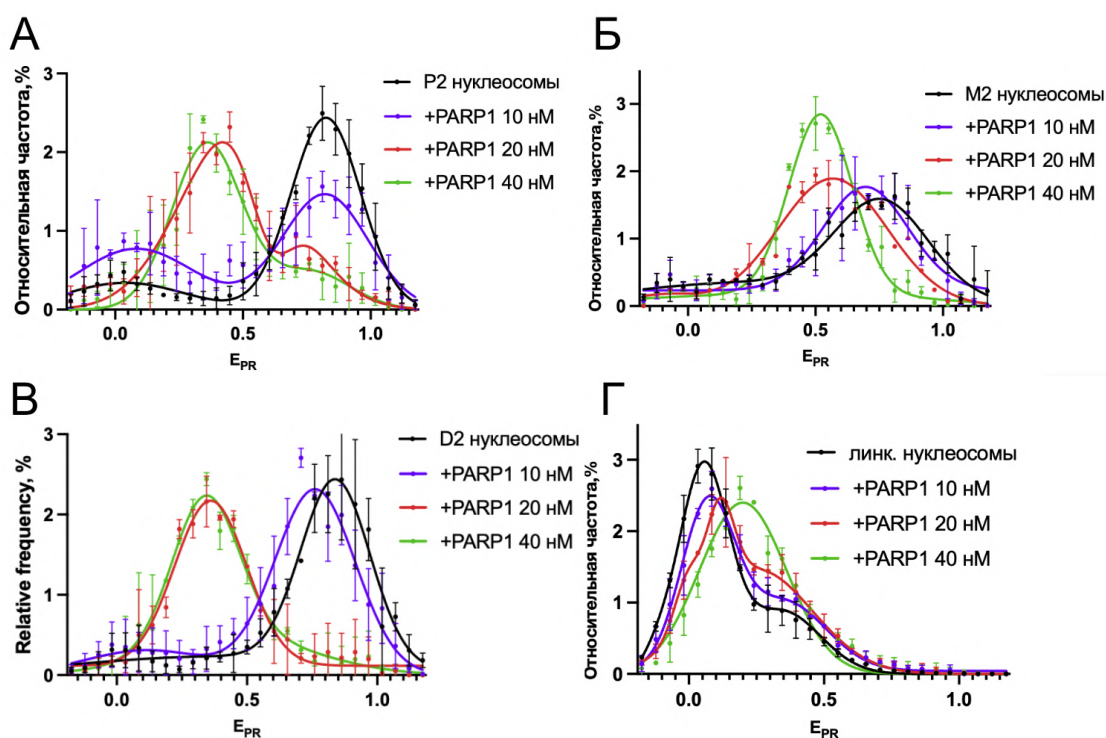 А
Относительная частота,%
3
2
1
0
0.0 0.5 1.0
E_PR
P2 нуклеосомы
+PARP1 10 нМ
+PARP1 20 нМ
+PARP1 40 нМ
Б
Относительная частота,%
3
2
1
0
0.0 0.5 1.0
E_PR
M2 нуклеосомы
+PARP1 10 нМ
+PARP1 20 нМ
+PARP1 40 нМ
В
Relative frequency, %
3
2
1
0
0.0 0.5 1.0
E_PR
D2 нуклеосомы
+PARP1 10 нМ
+PARP1 20 нМ
+PARP1 40 нМ
Г
Относительная частота,%
3
2
1
0
0.0 0.5 1.0
E_PR
линк. нуклеосомы
+PARP1 10 нМ
+PARP1 20 нМ
+PARP1 40 нМ